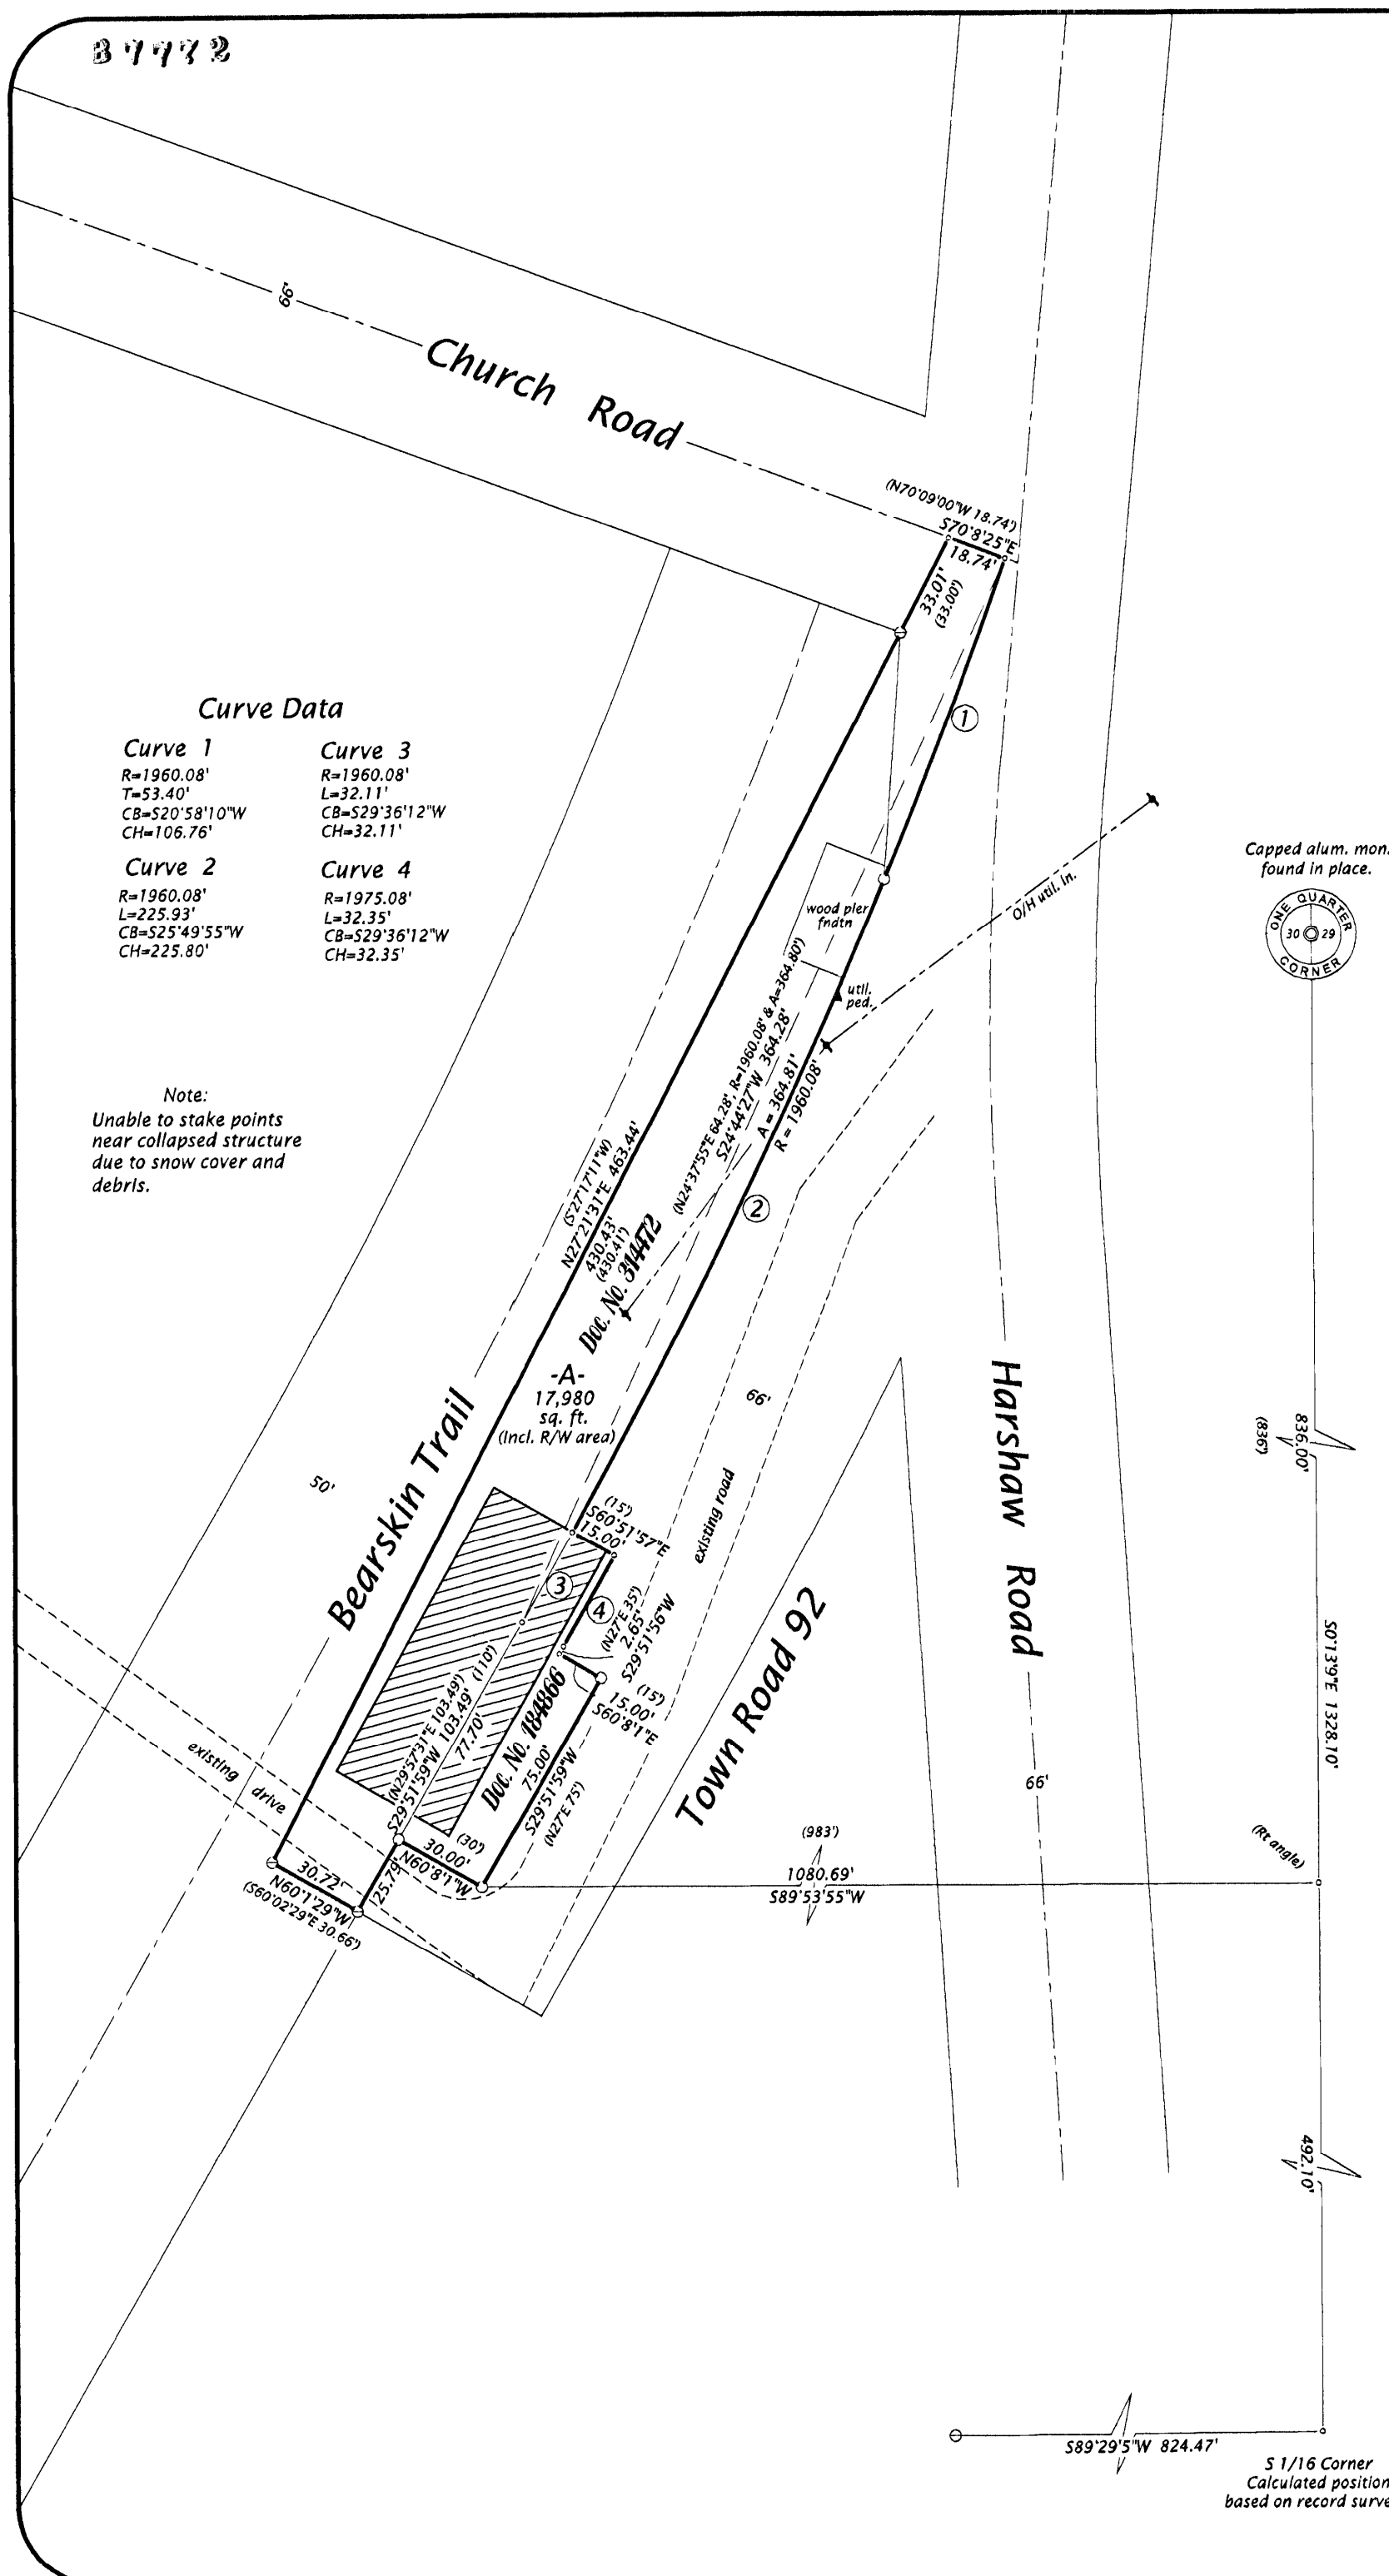 B7772
66'
Church Road
(N70°09'00"W 18.74')
S70°8'25"E
18.74'
33.01'
(33.00')
Curve Data
Curve 1
R=1960.08'
T=53.40'
CB=S20°58'10"W
CH=106.76'
Curve 3
R=1960.08'
L=32.11'
CB=S29°36'12"W
CH=32.11'
Curve 2
R=1960.08'
L=225.93'
CB=S25°49'55"W
CH=225.80'
Curve 4
R=1975.08'
L=32.35'
CB=S29°36'12"W
CH=32.35'
1
O/H util. ln.
Capped alum. mon.
found in place.
ONE QUARTER
30 29
CORNER
wood pier
fndtn
util.
ped.
Note:
Unable to stake points
near collapsed structure
due to snow cover and
debris.
(N24°37'55"E 64.28', R=1960.08' & A=364.80')
S24°44'27"W 364.28'
A = 364.81'
R = 1960.08'
2
(S27°17'11"W)
N27°21'31"E 463.44'
430.43'
(430.41')
Doc. No. 314472
-A-
17,980
sq. ft.
(Incl. R/W area)
Bearskin Trail
50'
66'
existing road
Harshaw Road
66'
836.00'
(836')
S0°1'39"E 1328.10'
(15')
S60°51'57"E
15.00'
3
4
(N27°E 35')
2.65'
S29°51'56"W
(15')
15.00'
S60°8'1"E
Town Road 92
(N29°57'31"E 103.49')
S29°51'59"W 103.49' (110')
77.70'
Doc. No. 184866
75.00'
S29°51'59"W
(N27°E 75')
existing drive
(30')
30.00'
N60°8'1"W
25.79'
30.72'
N60°1'29"W
(S60°02'29"E 30.66')
(983')
1080.69'
S89°53'55"W
(Rt angle)
492.10'
S89°29'5"W 824.47'
S 1/16 Corner
Calculated position
based on record surve